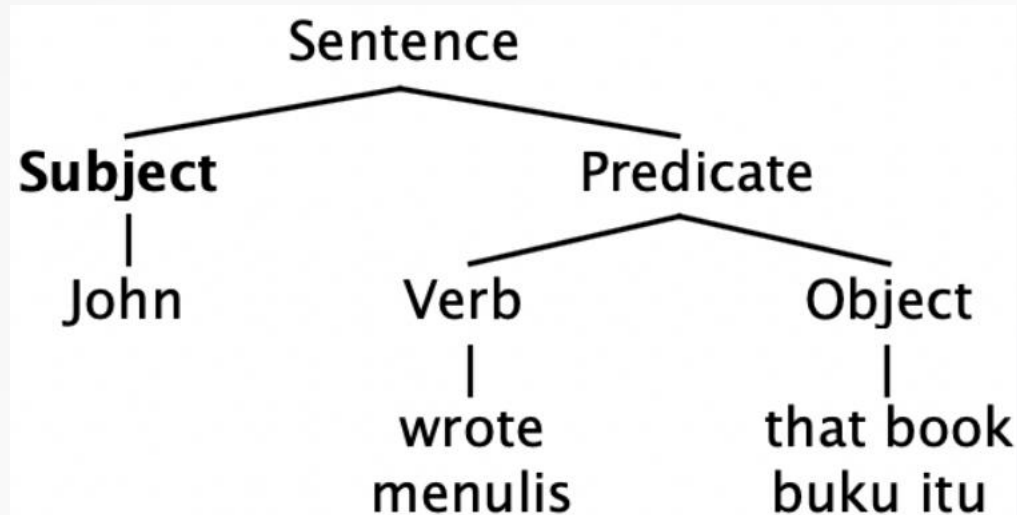 Sentence
Subject Predicate
John Verb Object
wrote that book
menulis buku itu